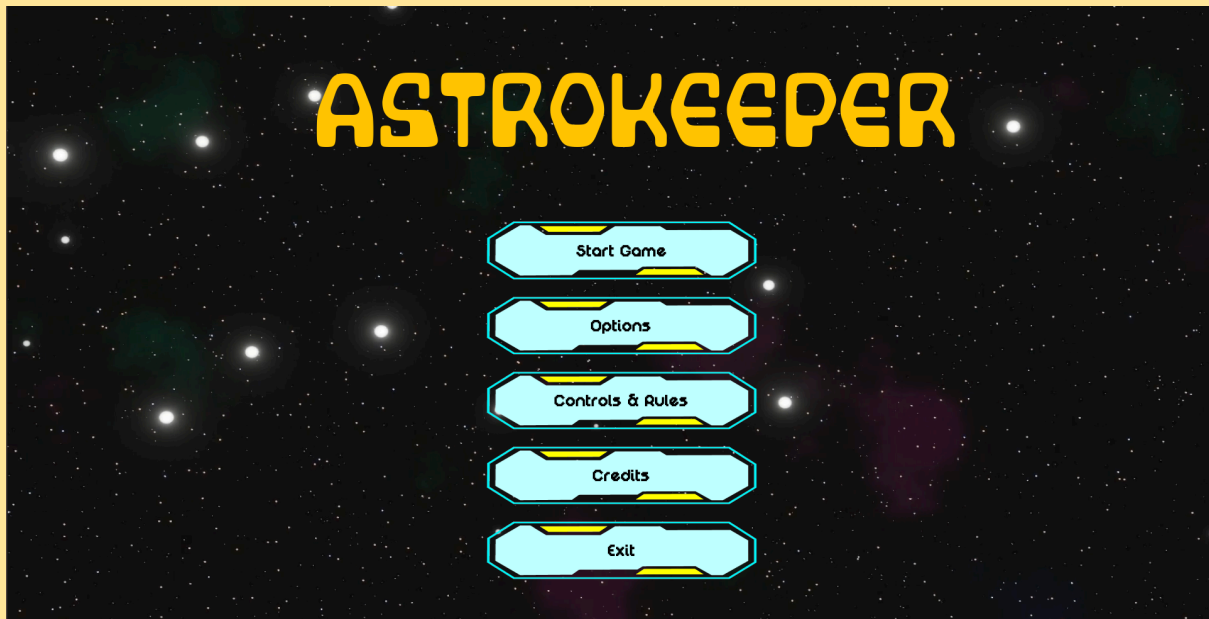 ASTROKEEPER
Start Game
Options
Controls & Rules
Credits
Exit